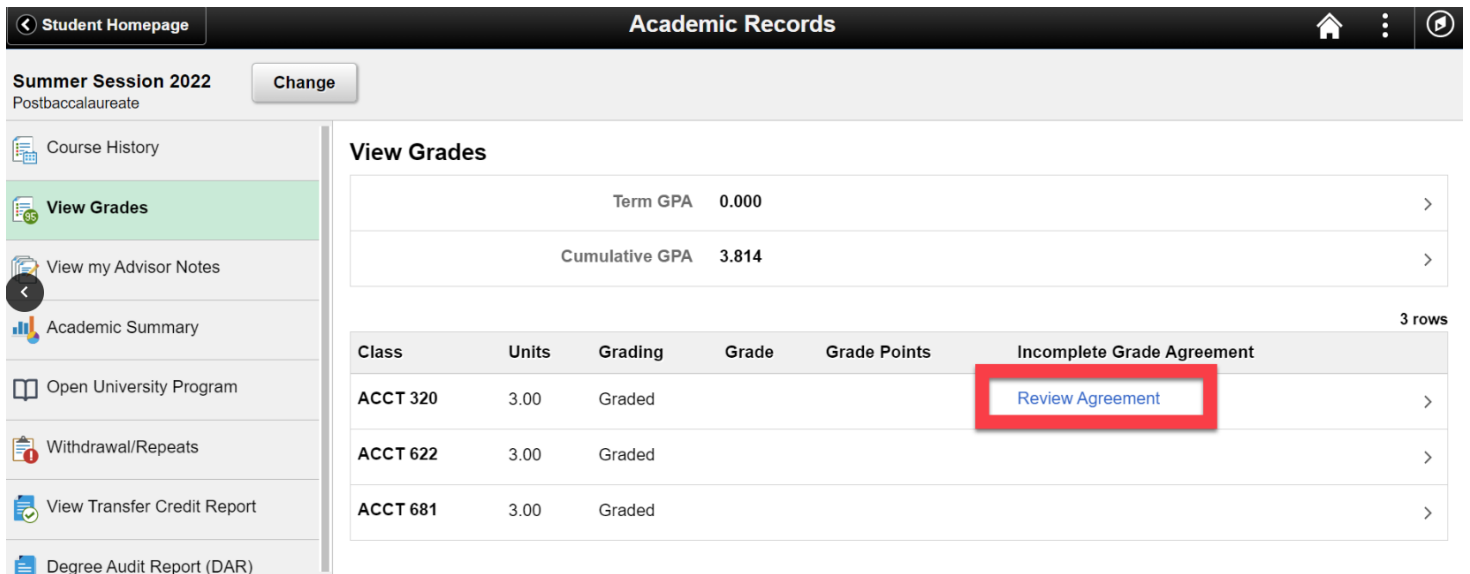 Student Homepage
Academic Records
Summer Session 2022
Postbaccalaureate
Change
Course History
View Grades
View my Advisor Notes
Academic Summary
Open University Program
Withdrawal/Repeats
View Transfer Credit Report
Degree Audit Report (DAR)
View Grades
Term GPA 0.000
Cumulative GPA 3.814
3 rows
Class Units Grading Grade Grade Points Incomplete Grade Agreement
ACCT 320 3.00 Graded Review Agreement
ACCT 622 3.00 Graded
ACCT 681 3.00 Graded